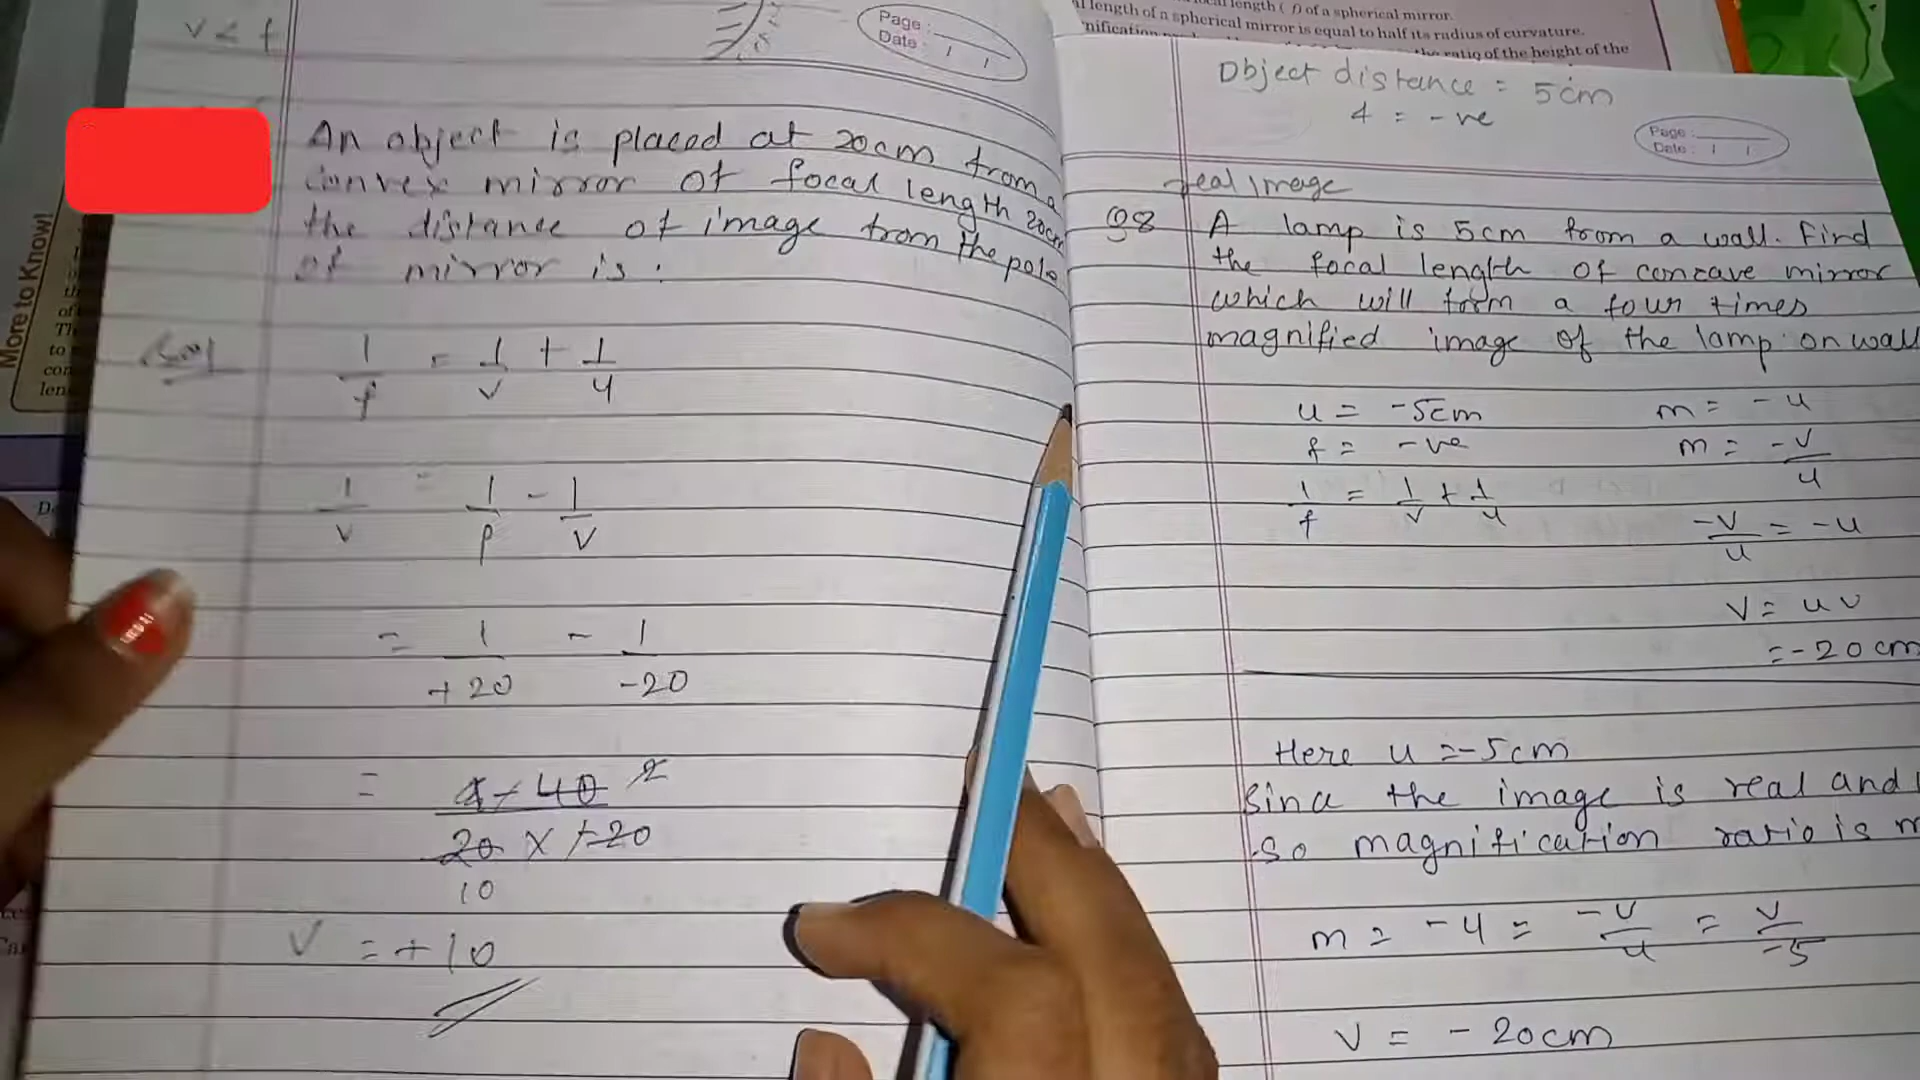 v < f
Page :
Date :
An object is placed at 20cm from a
convex mirror of focal length 20cm
the distance of image from the pole
of mirror is :
Sol
1/f = 1/v + 1/u
1/v = 1/f - 1/v
= 1/+20 - 1/-20
20 x +20
10
v = +10
More to Know!
length ( f) of a spherical mirror.
l length of a spherical mirror is equal to half its radius of curvature.
the ratio of the height of the
Object distance = 5cm
4 = -ve
Page :
Date :
real image
Q8 A lamp is 5cm from a wall. Find
the focal length of concave mirror
which will form a four times
magnified image of the lamp on wall
u = -5cm
f = -ve
1/f = 1/v + 1/u
m = -4
m = -v/u
-v/u = -4
v = 4u
= -20cm
Here u = -5cm
Since the image is real and
so magnification ratio is
m = -4 = -v/u = v/-5
v = -20cm